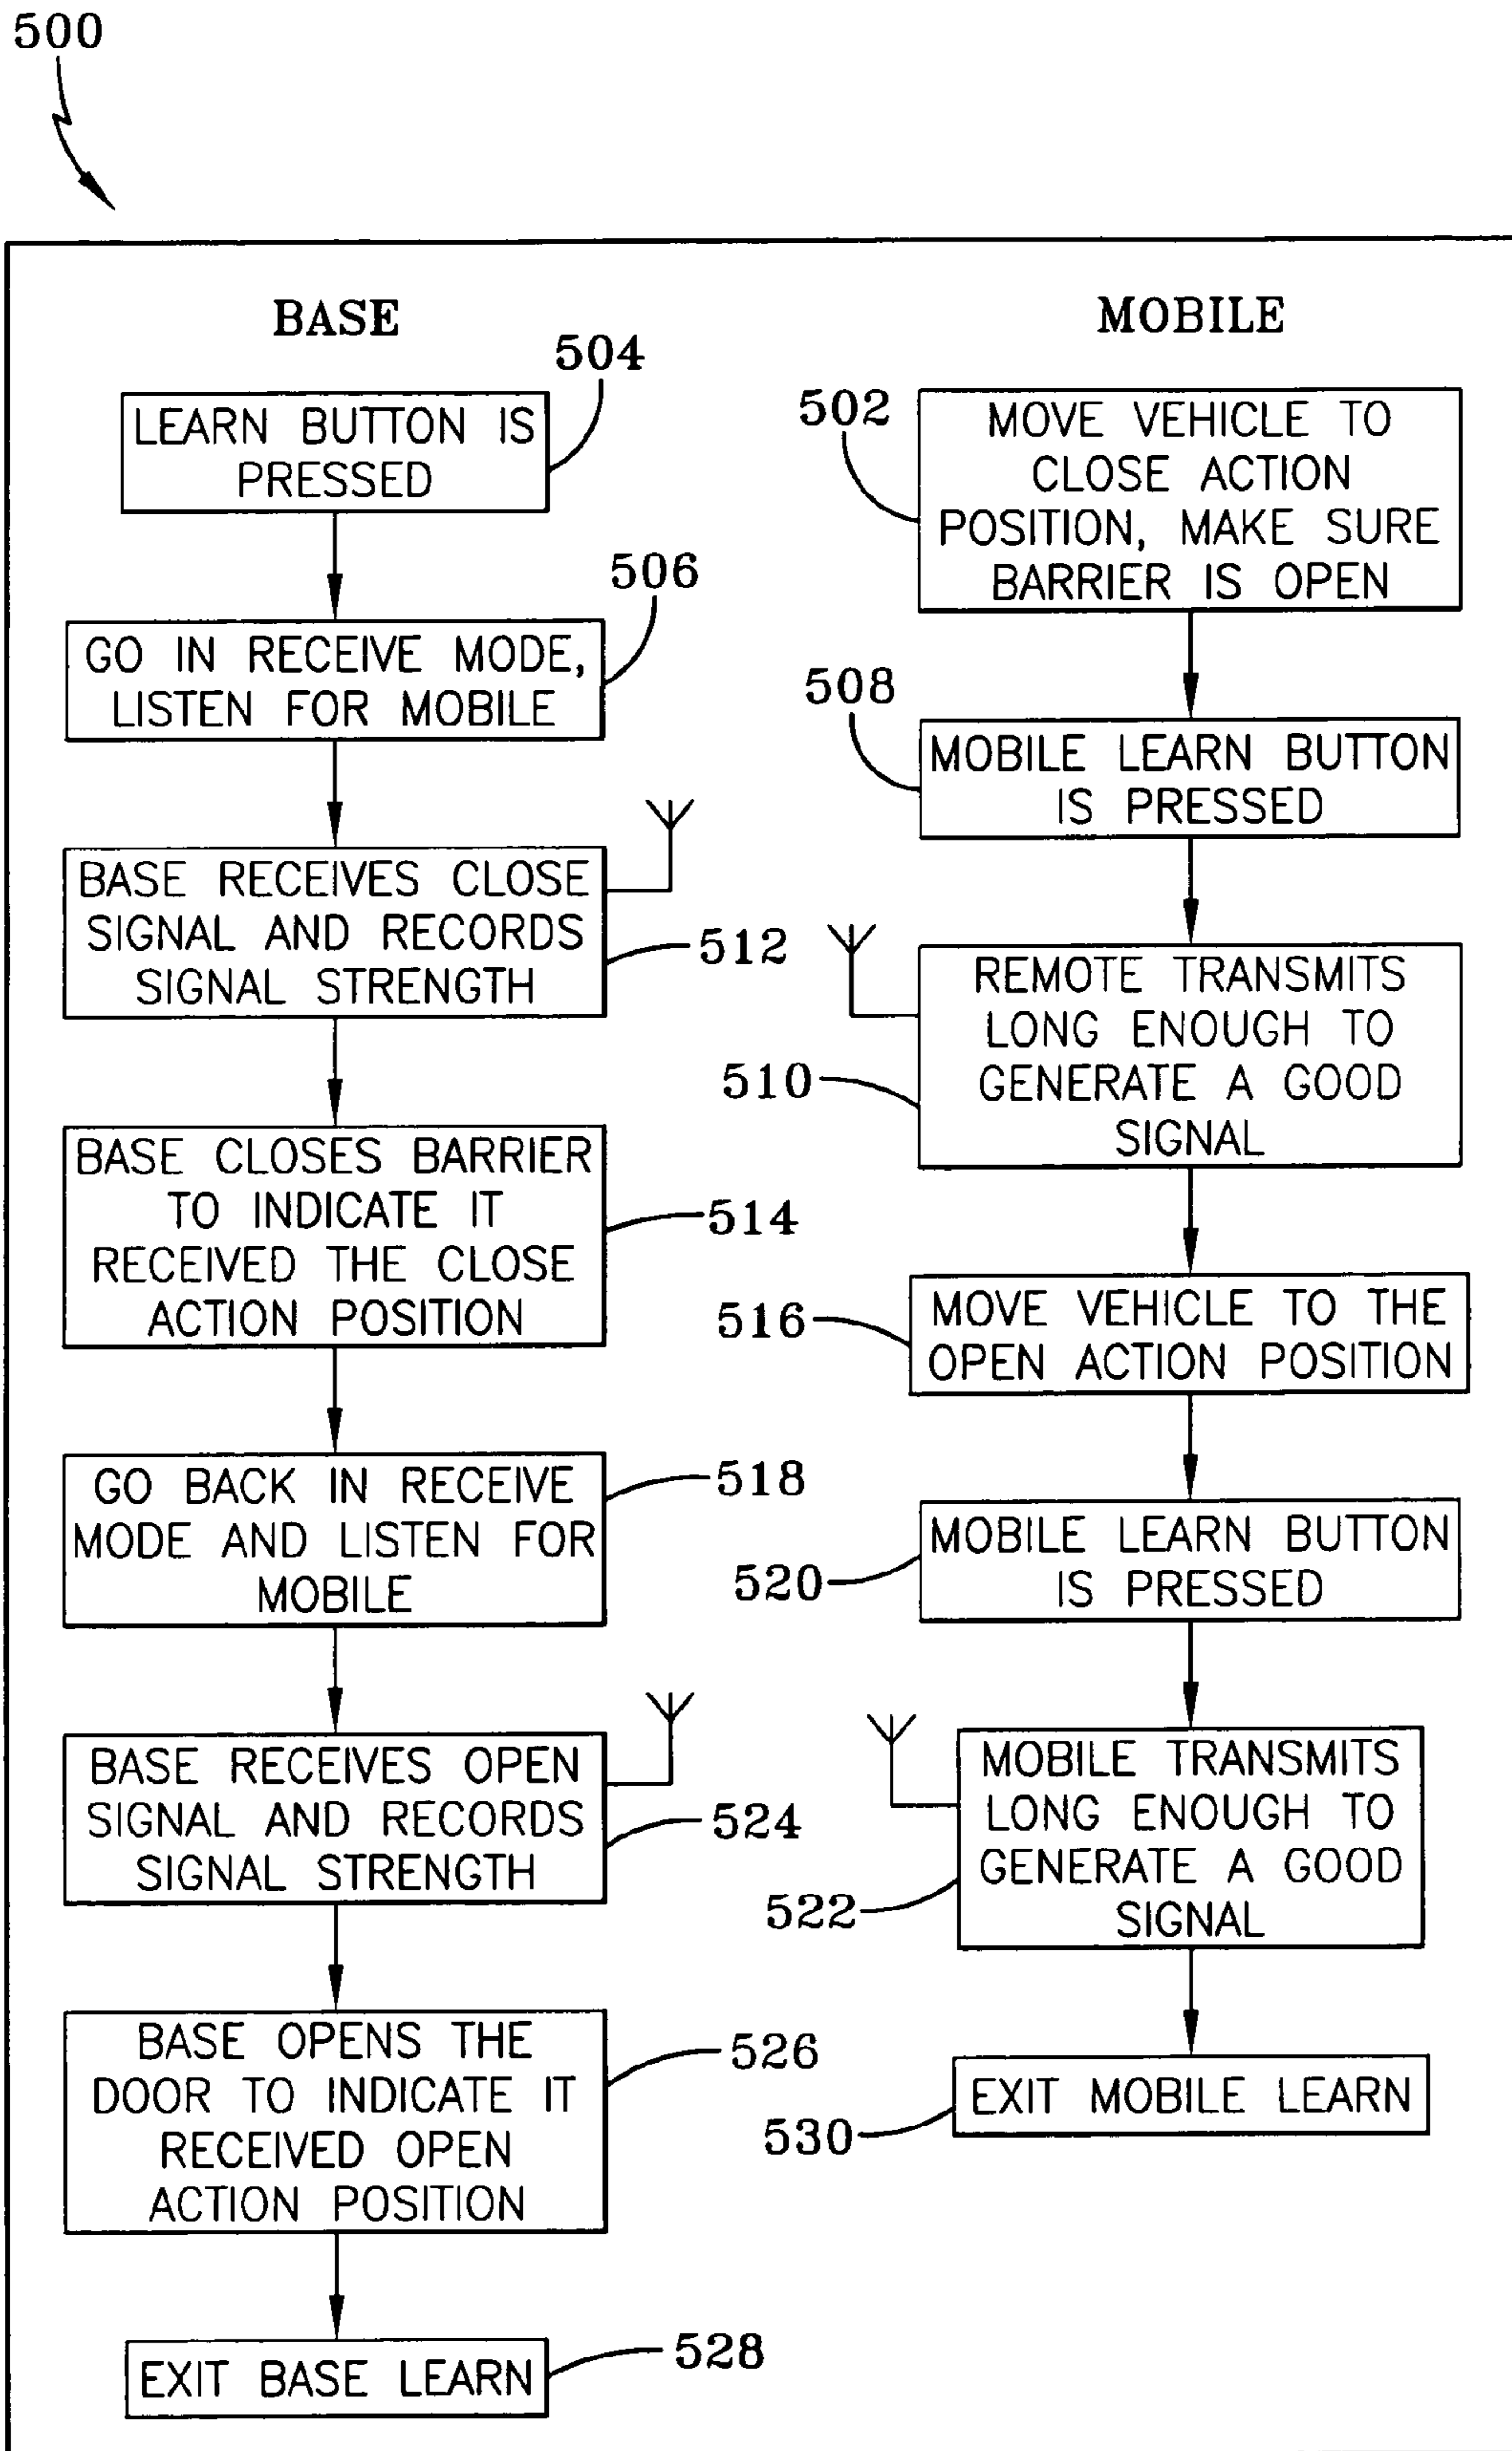 500
BASE
504
LEARN BUTTON IS
PRESSED
506
GO IN RECEIVE MODE,
LISTEN FOR MOBILE
BASE RECEIVES CLOSE
SIGNAL AND RECORDS
SIGNAL STRENGTH
512
BASE CLOSES BARRIER
TO INDICATE IT
RECEIVED THE CLOSE
ACTION POSITION
514
GO BACK IN RECEIVE
MODE AND LISTEN FOR
MOBILE
518
BASE RECEIVES OPEN
SIGNAL AND RECORDS
SIGNAL STRENGTH
524
BASE OPENS THE
DOOR TO INDICATE IT
RECEIVED OPEN
ACTION POSITION
526
EXIT BASE LEARN
528
MOBILE
502
MOVE VEHICLE TO
CLOSE ACTION
POSITION, MAKE SURE
BARRIER IS OPEN
508
MOBILE LEARN BUTTON
IS PRESSED
510
REMOTE TRANSMITS
LONG ENOUGH TO
GENERATE A GOOD
SIGNAL
516
MOVE VEHICLE TO THE
OPEN ACTION POSITION
520
MOBILE LEARN BUTTON
IS PRESSED
522
MOBILE TRANSMITS
LONG ENOUGH TO
GENERATE A GOOD
SIGNAL
530
EXIT MOBILE LEARN